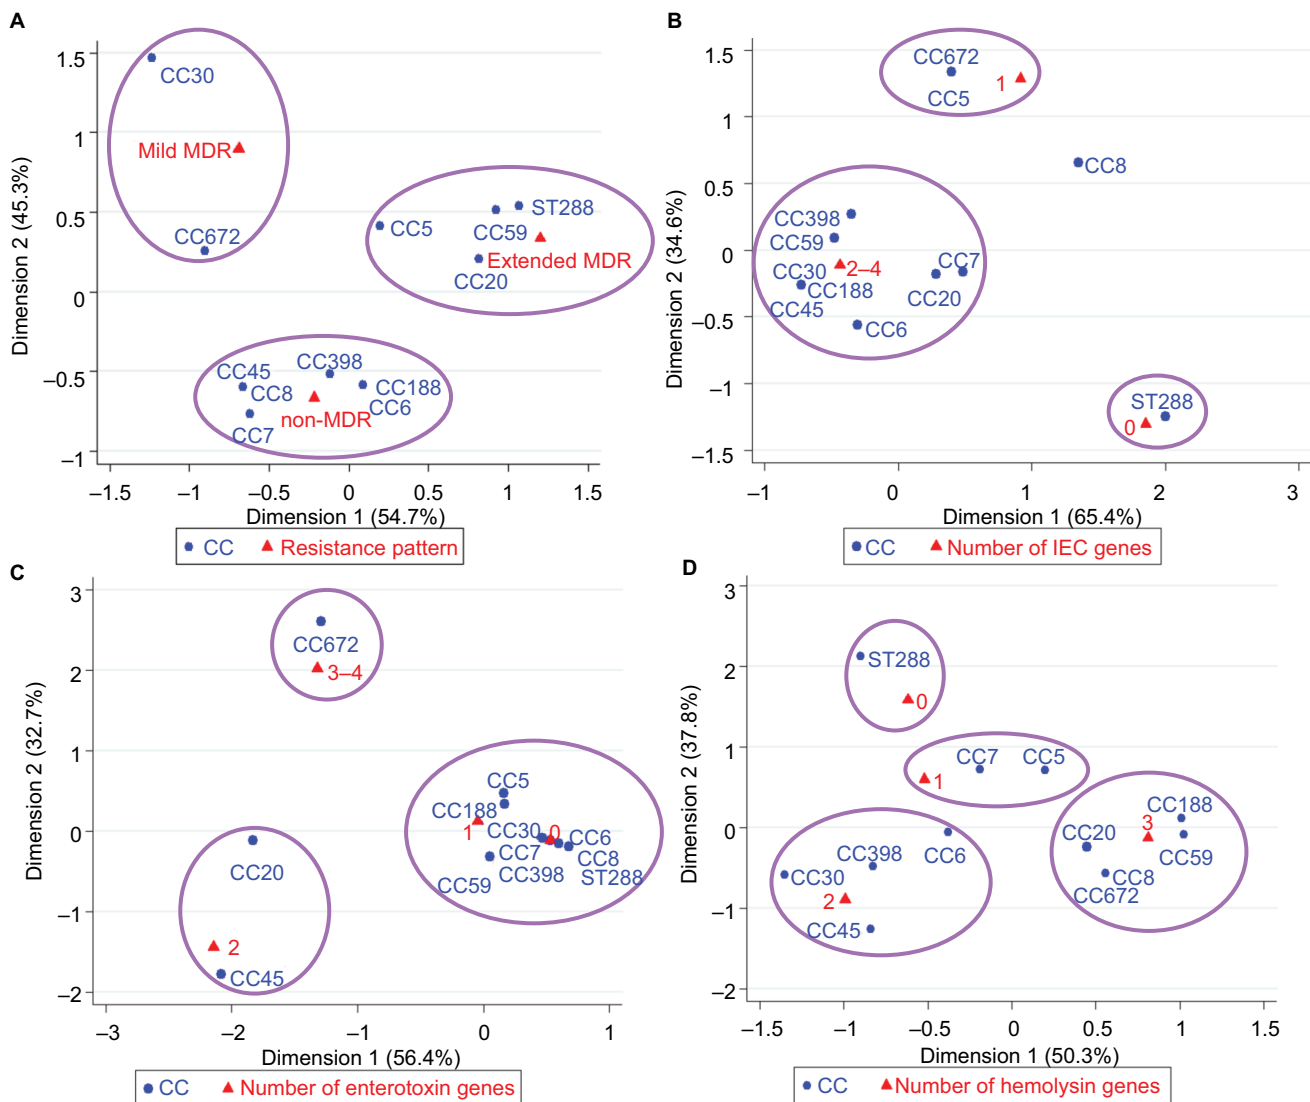 A
1.5
1
0.5
0
–0.5
–1
Dimension 2 (45.3%)
CC30
Mild MDR
CC672
CC5
ST288
CC59
Extended MDR
CC20
CC45
CC398
CC8
CC188
CC6
non-MDR
CC7
–1.5
–1
–0.5
0
0.5
1
1.5
Dimension 1 (54.7%)
CC
Resistance pattern
B
1.5
1
0.5
0
–0.5
–1
–1.5
Dimension 2 (34.6%)
CC672
1
CC5
CC8
CC398
CC59
CC30
2–4
CC7
CC188
CC20
CC45
CC6
ST288
0
–1
0
1
2
3
Dimension 1 (65.4%)
CC
Number of IEC genes
C
3
2
1
0
–1
–2
Dimension 2 (32.7%)
CC672
3–4
CC5
CC188
1
CC30
0
CC6
CC7
CC8
CC59
CC398
ST288
CC20
2
CC45
–3
–2
–1
0
1
Dimension 1 (56.4%)
CC
Number of enterotoxin genes
D
3
2
1
0
–1
–2
Dimension 2 (37.8%)
ST288
0
CC7
CC5
1
CC188
3
CC20
CC59
CC8
CC672
CC6
CC398
CC30
2
CC45
–1.5
–1
–0.5
0
0.5
1
1.5
Dimension 1 (50.3%)
CC
Number of hemolysin genes